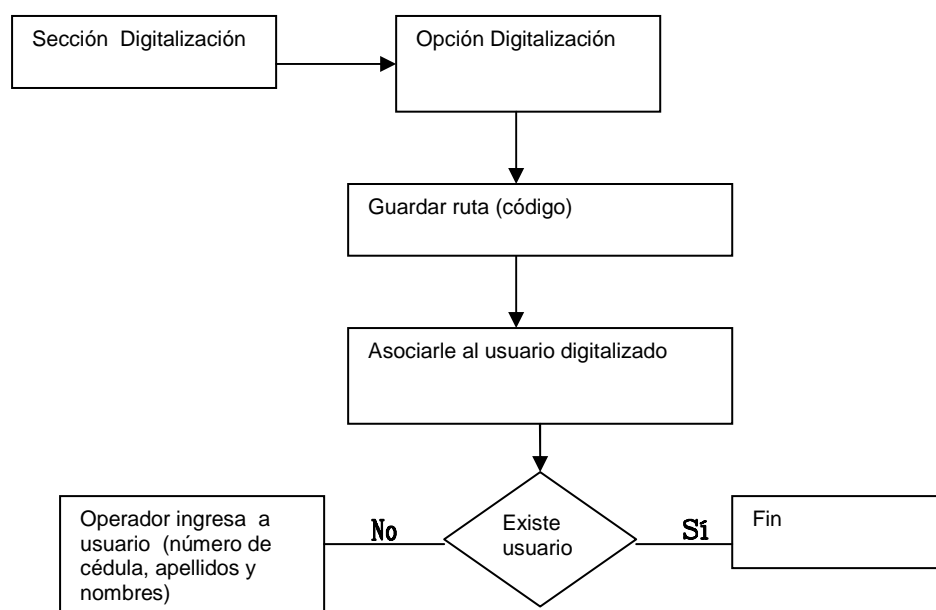 Sección  Digitalización
Opción Digitalización
Guardar ruta (código)
Asociarle al usuario digitalizado
Existe
usuario
No
Sí
Operador ingresa  a
usuario  (número de
cédula, apellidos y
nombres)
Fin